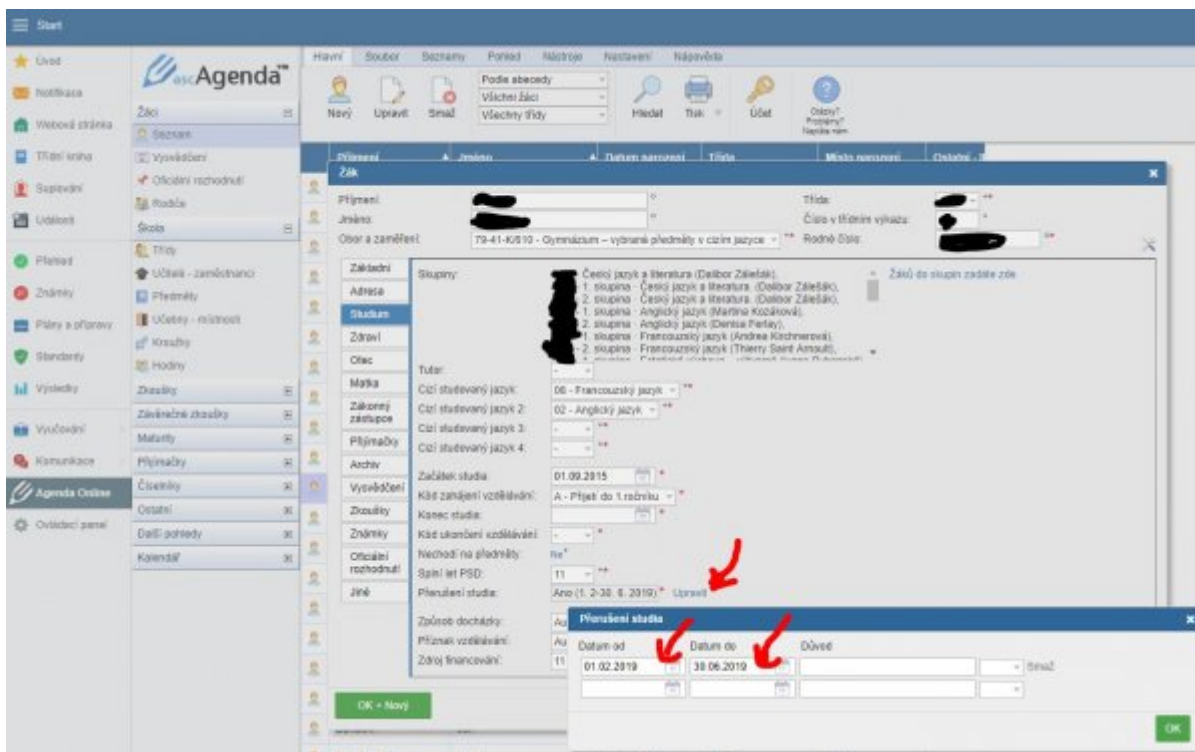 Start
Úvod
Notifikace
Webová stránka
Třídní kniha
Suplování
Události
Přehled
Známky
Plány a přípravy
Standardy
Výsledky
Vyučování
Komunikace
Agenda Online
Ovládací panel
ascAgenda™
Žáci
Seznam
Vysvědčení
Oficiální rozhodnutí
Rodiče
Škola
Třídy
Učitelé - zaměstnanci
Předměty
Učebny - místnosti
Kroužky
Hodiny
Zkoušky
Závěrečné zkoušky
Maturity
Přijímačky
Číselníky
Ostatní
Další pohledy
Kalendář
Hlavní Soubor Seznamy Pohled Nástroje Nastavení Nápověda
Nový Upravit Smaž
Podle abecedy
Všichni žáci
Všechny třídy
Hledat Tisk Účet
Otázky? Problémy? Napište nám
Příjmení Jméno Datum narození Třída Místo narození Ostatní -
Žák
Příjmení:
Jméno:
Obor a zaměření: 79-41-K/610 - Gymnázium – vybrané předměty v cizím jazyce **
Třída: **
Číslo v třídním výkazu: *
Rodné číslo: **
Základní
Adresa
Studium
Zdraví
Otec
Matka
Zákonný zástupce
Přijímačky
Archiv
Vysvědčení
Zkoušky
Známky
Oficiální rozhodnutí
Jiné
Skupiny:
Český jazyk a literatura (Dalibor Zálešák),
1. skupina - Český jazyk a literatura (Dalibor Zálešák),
2. skupina - Český jazyk a literatura (Dalibor Zálešák),
1. skupina - Anglický jazyk (Martina Kozáková),
2. skupina - Anglický jazyk (Denisa Ferlay),
1. skupina - Francouzský jazyk (Andrea Kirchnerová),
2. skupina - Francouzský jazyk (Thierry Saint Arnoult),
Žáků do skupin zadáte zde
Tutor: -
Cizí studovaný jazyk: 06 - Francouzský jazyk **
Cizí studovaný jazyk 2: 02 - Anglický jazyk **
Cizí studovaný jazyk 3: - **
Cizí studovaný jazyk 4: - **
Začátek studia: 01.09.2015 *
Kód zahájení vzdělávání: A - Přijetí do 1.ročníku *
Konec studia: *
Kód ukončení vzdělávání: - *
Nechodí na předměty: Ne*
Splnil let PSD: 11 **
Přerušení studia: Ano (1. 2-30. 6. 2019)* Upravit
Způsob docházky: Au
Příznak vzdělávání: Au
Zdroj financování: 11
OK + Nový
Přerušení studia
Datum od Datum do Důvod
01.02.2019 30.06.2019 Smaž
OK